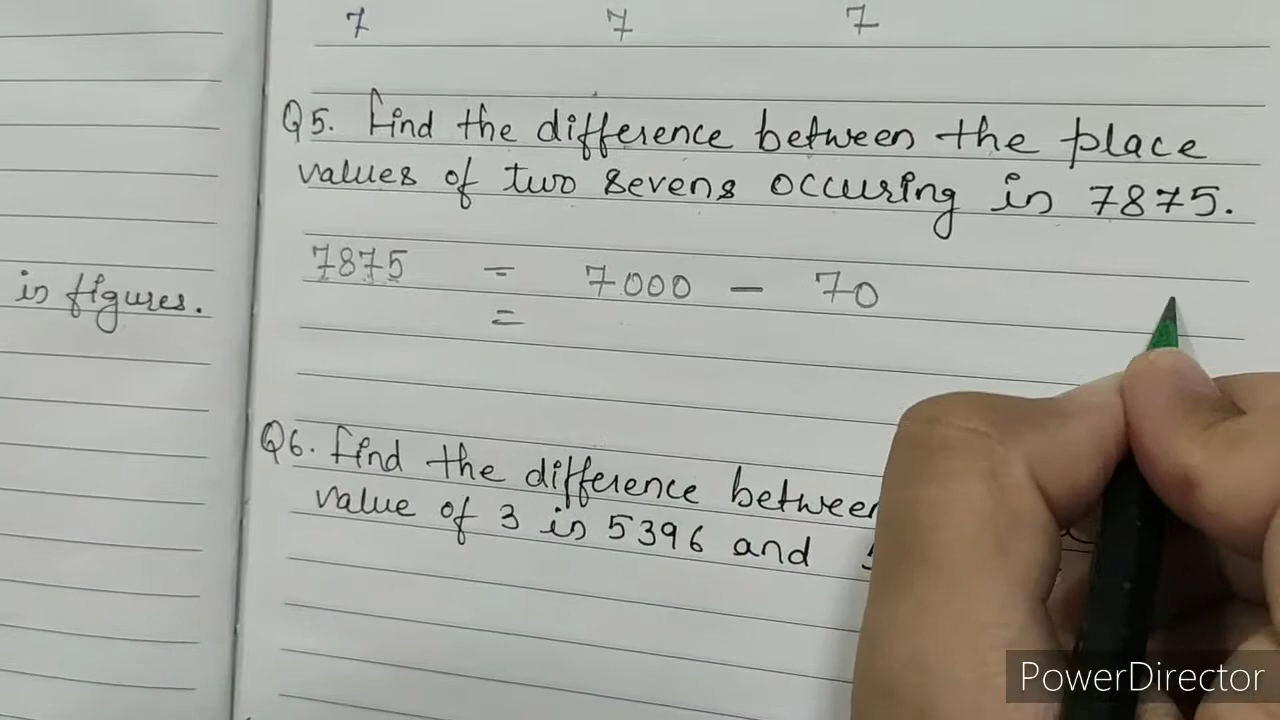 7 7 7
Q5. Find the difference between the place
values of two sevens occuring in 7875.
7875 = 7000 - 70
=
in figures.
Q6. Find the difference between
value of 3 in 5396 and
PowerDirector